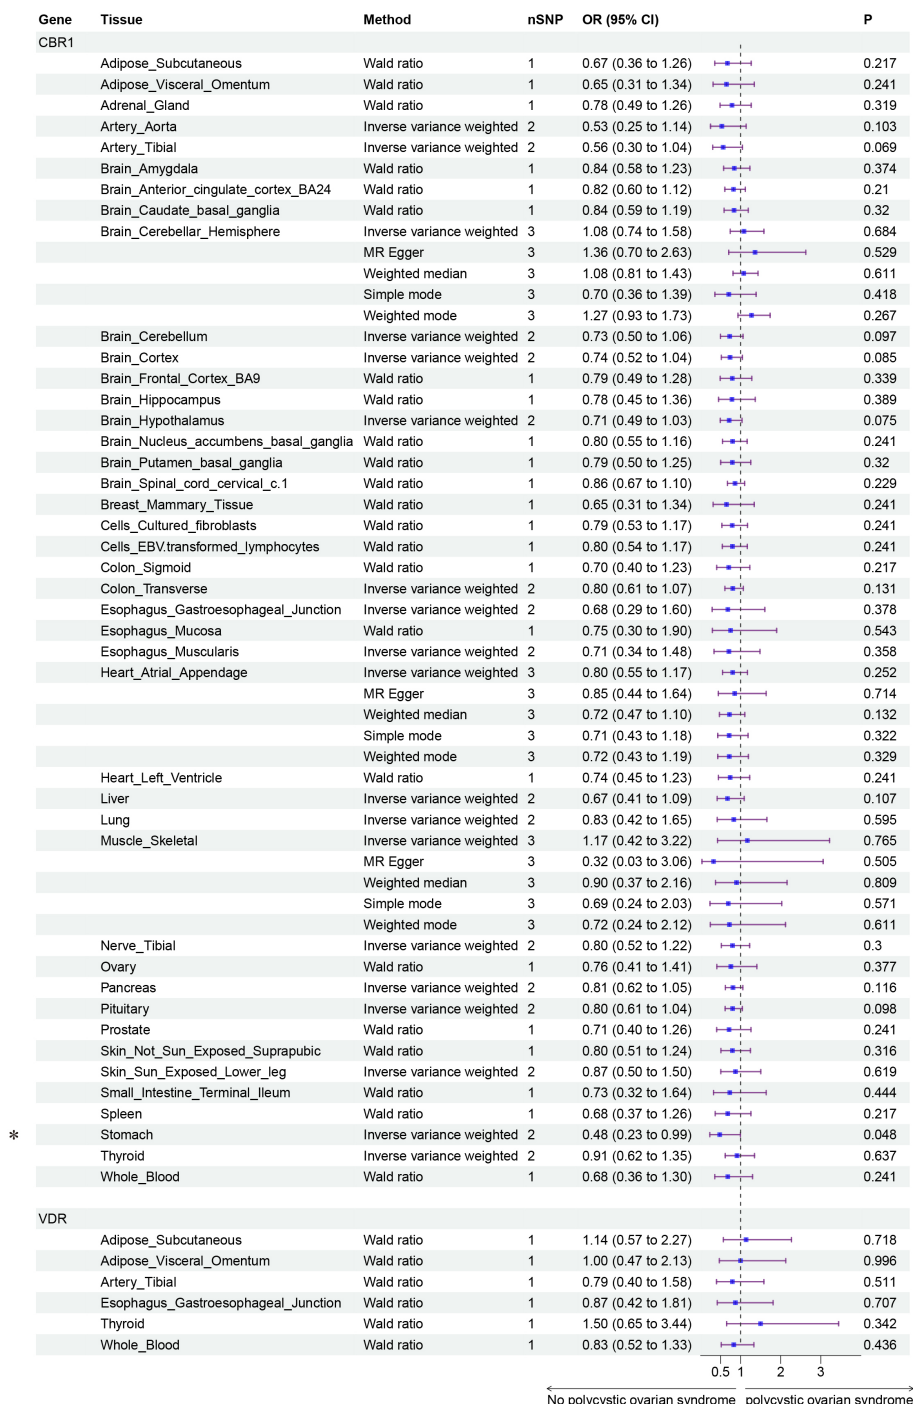 Gene Tissue Method nSNP OR (95% CI) P
CBR1
Adipose_Subcutaneous Wald ratio 1 0.67 (0.36 to 1.26) 0.217
Adipose_Visceral_Omentum Wald ratio 1 0.65 (0.31 to 1.34) 0.241
Adrenal_Gland Wald ratio 1 0.78 (0.49 to 1.26) 0.319
Artery_Aorta Inverse variance weighted 2 0.53 (0.25 to 1.14) 0.103
Artery_Tibial Inverse variance weighted 2 0.56 (0.30 to 1.04) 0.069
Brain_Amygdala Wald ratio 1 0.84 (0.58 to 1.23) 0.374
Brain_Anterior_cingulate_cortex_BA24 Wald ratio 1 0.82 (0.60 to 1.12) 0.21
Brain_Caudate_basal_ganglia Wald ratio 1 0.84 (0.59 to 1.19) 0.32
Brain_Cerebellar_Hemisphere Inverse variance weighted 3 1.08 (0.74 to 1.58) 0.684
MR Egger 3 1.36 (0.70 to 2.63) 0.529
Weighted median 3 1.08 (0.81 to 1.43) 0.611
Simple mode 3 0.70 (0.36 to 1.39) 0.418
Weighted mode 3 1.27 (0.93 to 1.73) 0.267
Brain_Cerebellum Inverse variance weighted 2 0.73 (0.50 to 1.06) 0.097
Brain_Cortex Inverse variance weighted 2 0.74 (0.52 to 1.04) 0.085
Brain_Frontal_Cortex_BA9 Wald ratio 1 0.79 (0.49 to 1.28) 0.339
Brain_Hippocampus Wald ratio 1 0.78 (0.45 to 1.36) 0.389
Brain_Hypothalamus Inverse variance weighted 2 0.71 (0.49 to 1.03) 0.075
Brain_Nucleus_accumbens_basal_ganglia Wald ratio 1 0.80 (0.55 to 1.16) 0.241
Brain_Putamen_basal_ganglia Wald ratio 1 0.79 (0.50 to 1.25) 0.32
Brain_Spinal_cord_cervical_c.1 Wald ratio 1 0.86 (0.67 to 1.10) 0.229
Breast_Mammary_Tissue Wald ratio 1 0.65 (0.31 to 1.34) 0.241
Cells_Cultured_fibroblasts Wald ratio 1 0.79 (0.53 to 1.17) 0.241
Cells_EBV.transformed_lymphocytes Wald ratio 1 0.80 (0.54 to 1.17) 0.241
Colon_Sigmoid Wald ratio 1 0.70 (0.40 to 1.23) 0.217
Colon_Transverse Inverse variance weighted 2 0.80 (0.61 to 1.07) 0.131
Esophagus_Gastroesophageal_Junction Inverse variance weighted 2 0.68 (0.29 to 1.60) 0.378
Esophagus_Mucosa Wald ratio 1 0.75 (0.30 to 1.90) 0.543
Esophagus_Muscularis Inverse variance weighted 2 0.71 (0.34 to 1.48) 0.358
Heart_Atrial_Appendage Inverse variance weighted 3 0.80 (0.55 to 1.17) 0.252
MR Egger 3 0.85 (0.44 to 1.64) 0.714
Weighted median 3 0.72 (0.47 to 1.10) 0.132
Simple mode 3 0.71 (0.43 to 1.18) 0.322
Weighted mode 3 0.72 (0.43 to 1.19) 0.329
Heart_Left_Ventricle Wald ratio 1 0.74 (0.45 to 1.23) 0.241
Liver Inverse variance weighted 2 0.67 (0.41 to 1.09) 0.107
Lung Inverse variance weighted 2 0.83 (0.42 to 1.65) 0.595
Muscle_Skeletal Inverse variance weighted 3 1.17 (0.42 to 3.22) 0.765
MR Egger 3 0.32 (0.03 to 3.06) 0.505
Weighted median 3 0.90 (0.37 to 2.16) 0.809
Simple mode 3 0.69 (0.24 to 2.03) 0.571
Weighted mode 3 0.72 (0.24 to 2.12) 0.611
Nerve_Tibial Inverse variance weighted 2 0.80 (0.52 to 1.22) 0.3
Ovary Wald ratio 1 0.76 (0.41 to 1.41) 0.377
Pancreas Inverse variance weighted 2 0.81 (0.62 to 1.05) 0.116
Pituitary Inverse variance weighted 2 0.80 (0.61 to 1.04) 0.098
Prostate Wald ratio 1 0.71 (0.40 to 1.26) 0.241
Skin_Not_Sun_Exposed_Suprapubic Wald ratio 1 0.80 (0.51 to 1.24) 0.316
Skin_Sun_Exposed_Lower_leg Inverse variance weighted 2 0.87 (0.50 to 1.50) 0.619
Small_Intestine_Terminal_Ileum Wald ratio 1 0.73 (0.32 to 1.64) 0.444
Spleen Wald ratio 1 0.68 (0.37 to 1.26) 0.217
* Stomach Inverse variance weighted 2 0.48 (0.23 to 0.99) 0.048
Thyroid Inverse variance weighted 2 0.91 (0.62 to 1.35) 0.637
Whole_Blood Wald ratio 1 0.68 (0.36 to 1.30) 0.241
VDR
Adipose_Subcutaneous Wald ratio 1 1.14 (0.57 to 2.27) 0.718
Adipose_Visceral_Omentum Wald ratio 1 1.00 (0.47 to 2.13) 0.996
Artery_Tibial Wald ratio 1 0.79 (0.40 to 1.58) 0.511
Esophagus_Gastroesophageal_Junction Wald ratio 1 0.87 (0.42 to 1.81) 0.707
Thyroid Wald ratio 1 1.50 (0.65 to 3.44) 0.342
Whole_Blood Wald ratio 1 0.83 (0.52 to 1.33) 0.436
0.5 1 2 3
No polycystic ovarian syndrome polycystic ovarian syndrome